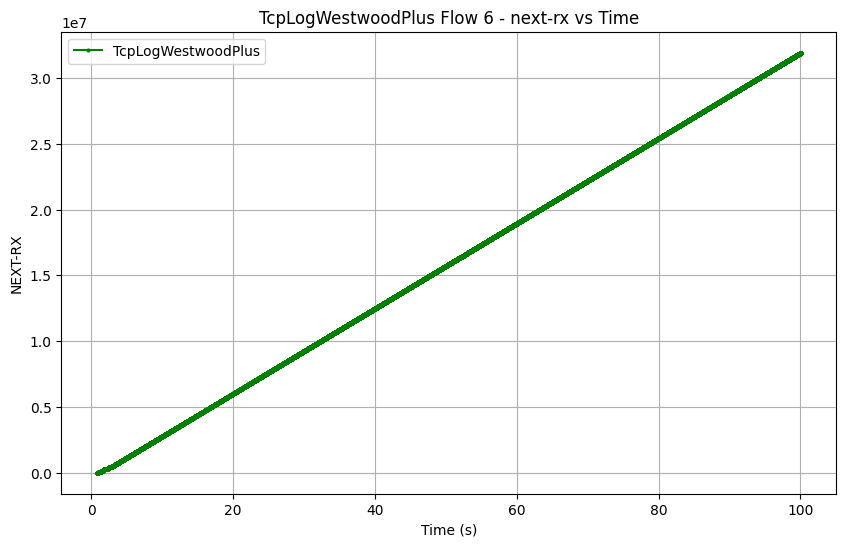 TcpLogWestwoodPlus Flow 6 - next-rx vs Time
1e7
TcpLogWestwoodPlus
3.0
2.5
2.0
1.5
1.0
0.5
0.0
NEXT-RX
0 20 40 60 80 100
Time (s)